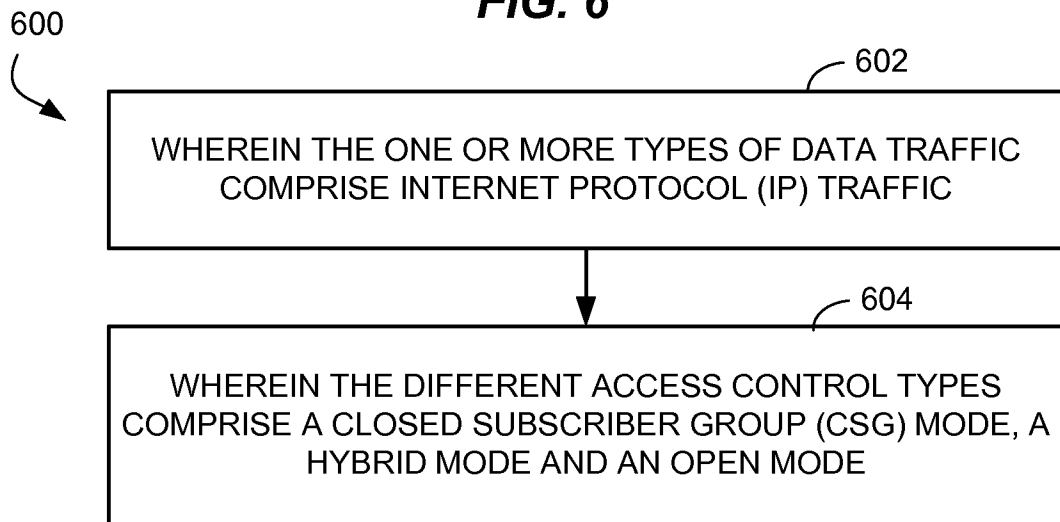 FIG. 6
600
602
WHEREIN THE ONE OR MORE TYPES OF DATA TRAFFIC
COMPRISE INTERNET PROTOCOL (IP) TRAFFIC
604
WHEREIN THE DIFFERENT ACCESS CONTROL TYPES
COMPRISE A CLOSED SUBSCRIBER GROUP (CSG) MODE, A
HYBRID MODE AND AN OPEN MODE